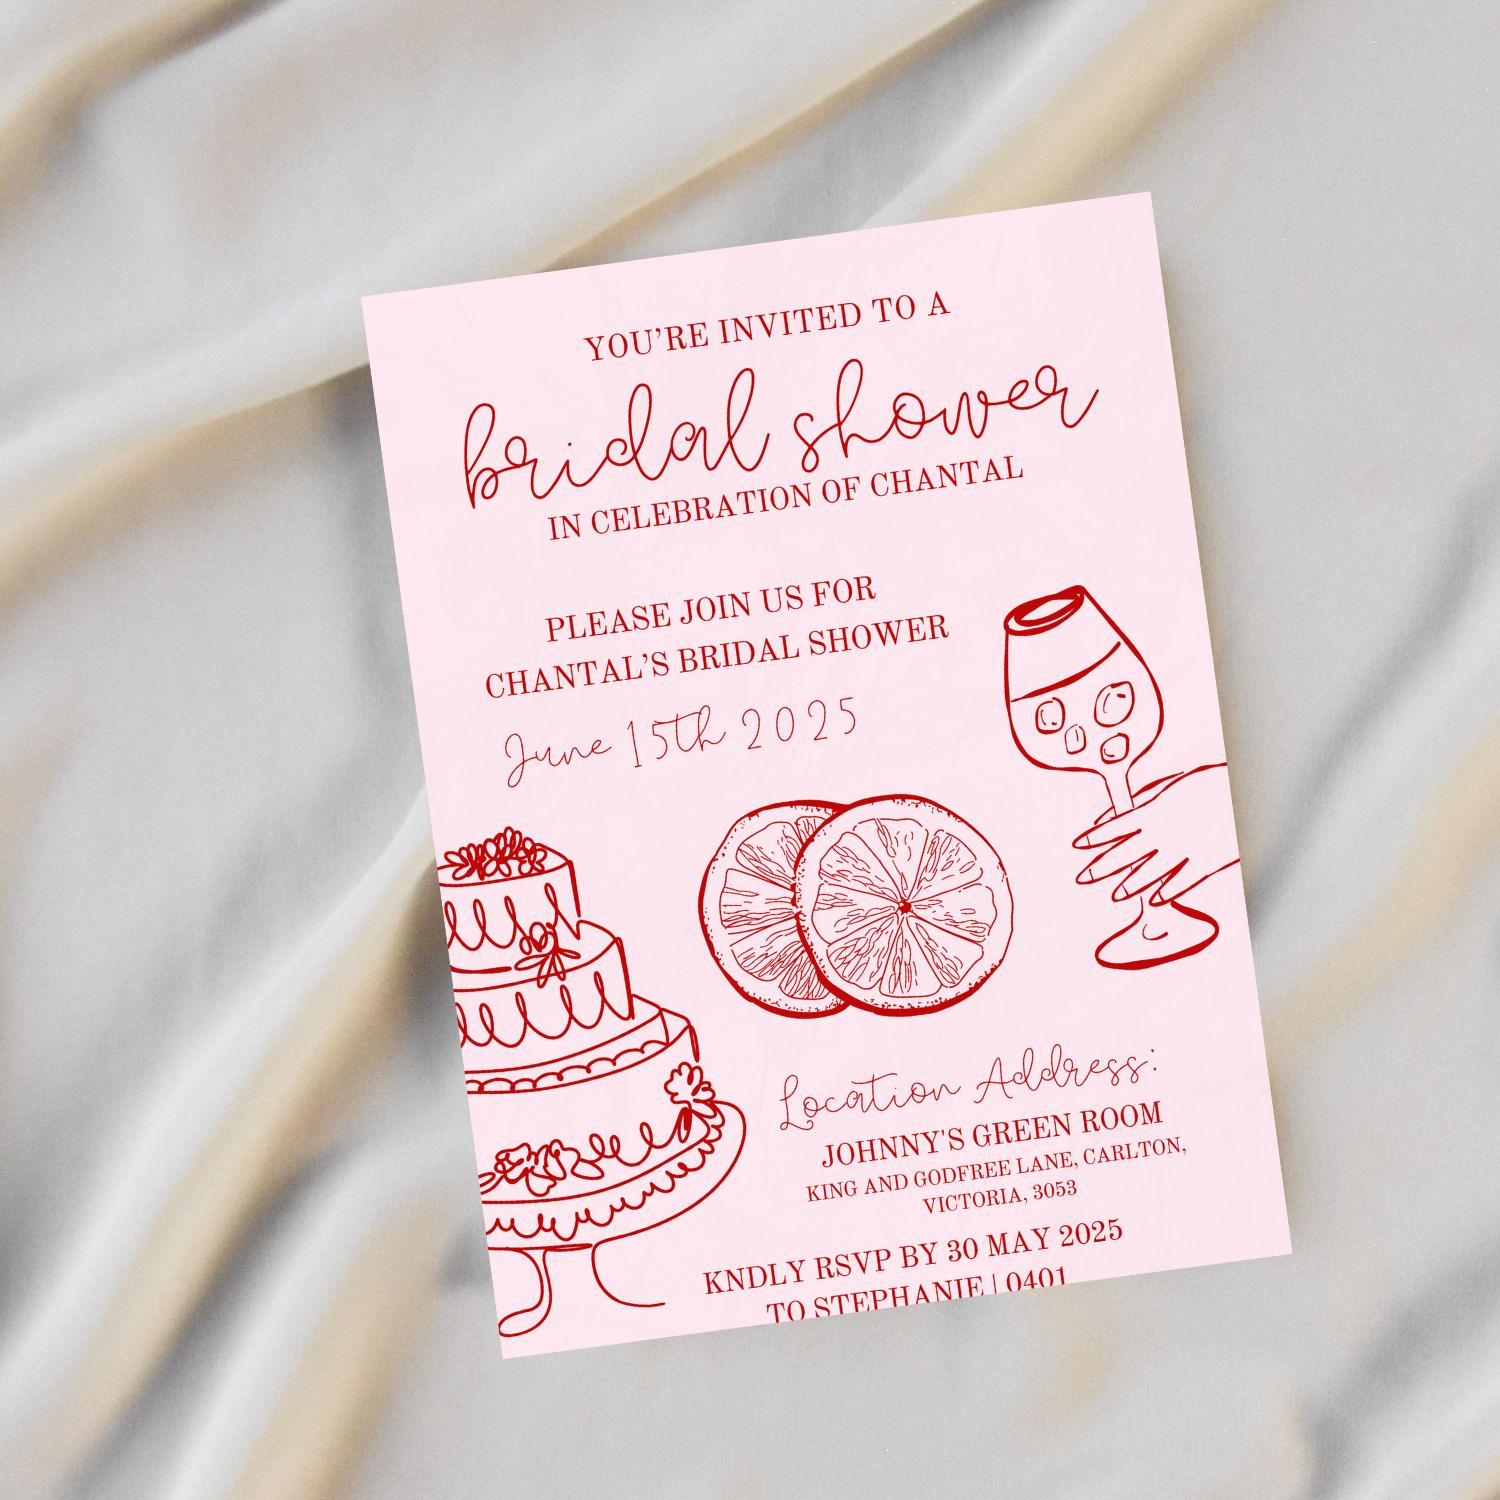 YOU'RE INVITED TO A
bridal shower
IN CELEBRATION OF CHANTAL
PLEASE JOIN US FOR
CHANTAL'S BRIDAL SHOWER
June 15th 2025
Location Address:
JOHNNY'S GREEN ROOM
KING AND GODFREE LANE, CARLTON,
VICTORIA, 3053
KNDLY RSVP BY 30 MAY 2025
TO STEPHANIE | 0401